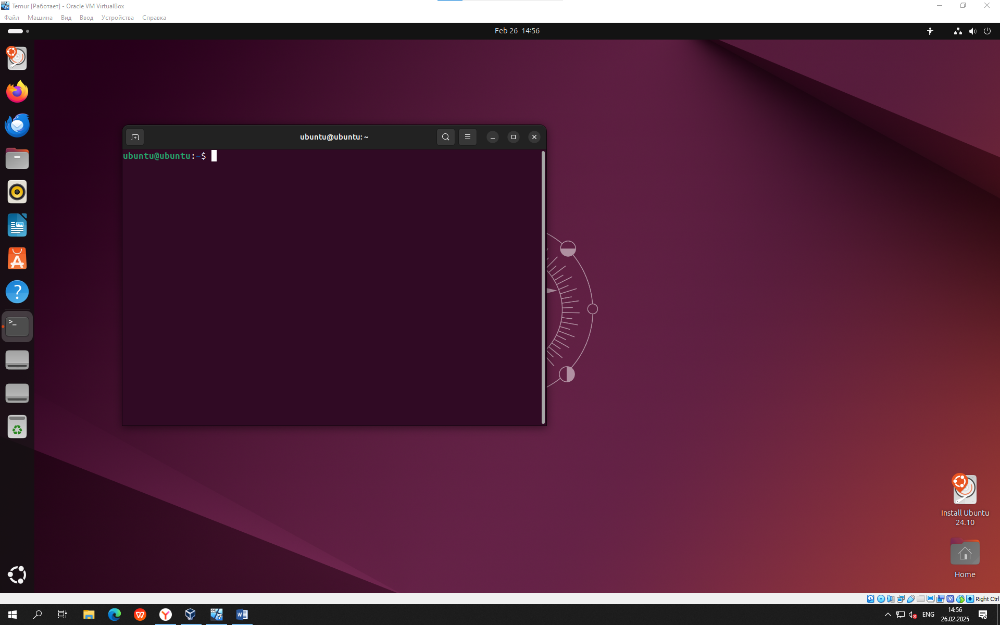 Temur [Работает] - Oracle VM VirtualBox
Файл Машина Вид Ввод Устройства Справка
Feb 26 14:56
ubuntu@ubuntu: ~
ubuntu@ubuntu:~$
>_
Install Ubuntu
24.10
Home
Right Ctrl
ENG
14:56
26.02.2025